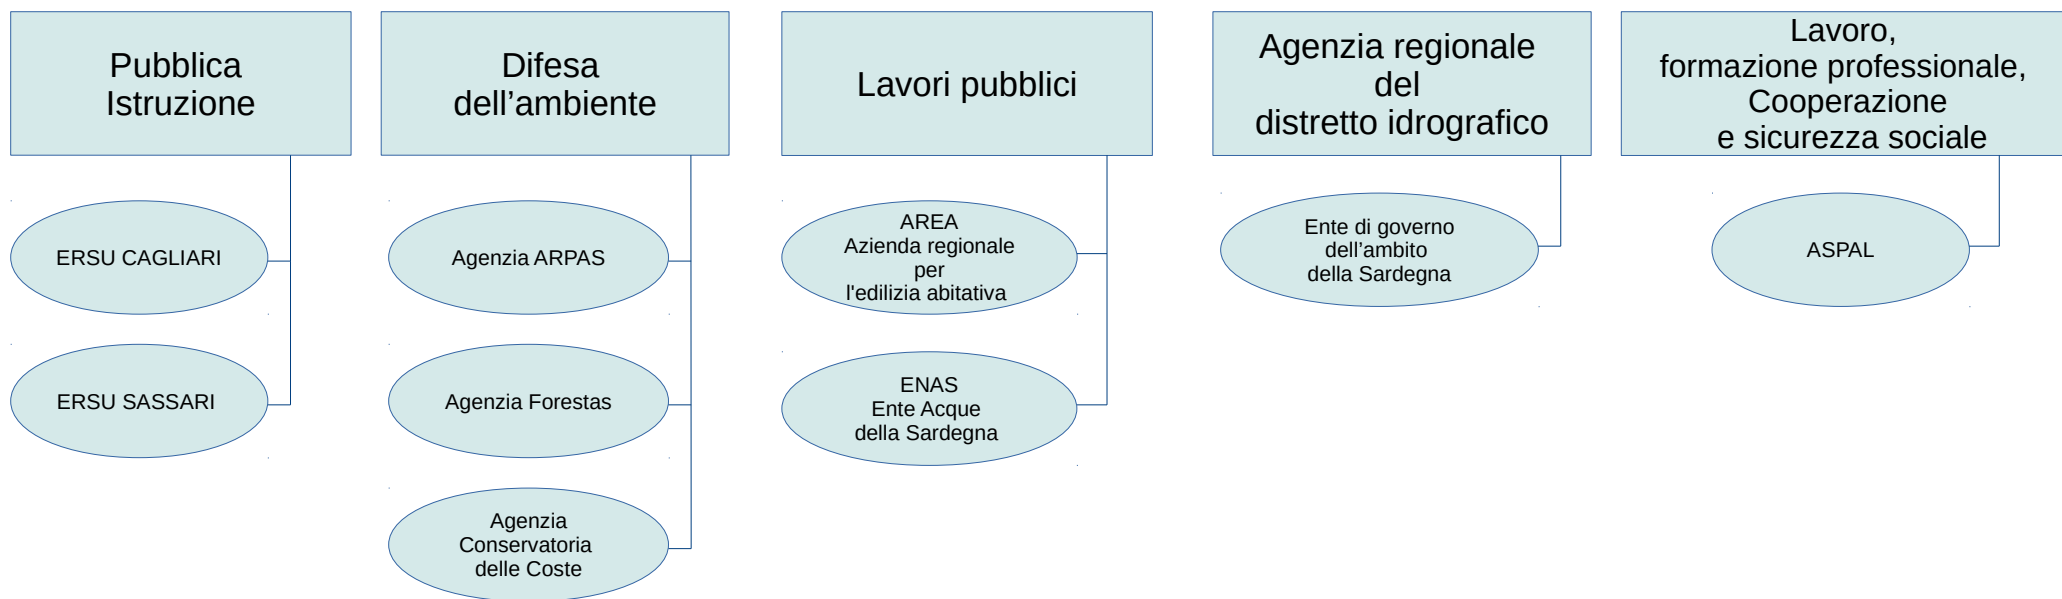 Pubblica
Istruzione
ERSU CAGLIARI
ERSU SASSARI
Difesa
dell’ambiente
Agenzia ARPAS
Agenzia Forestas
Agenzia
Conservatoria
delle Coste
Lavori pubblici
AREA
Azienda regionale
per
l'edilizia abitativa
ENAS
Ente Acque
della Sardegna
Agenzia regionale
del
distretto idrografico
Ente di governo
dell’ambito
della Sardegna
Lavoro,
formazione professionale,
Cooperazione
e sicurezza sociale
ASPAL